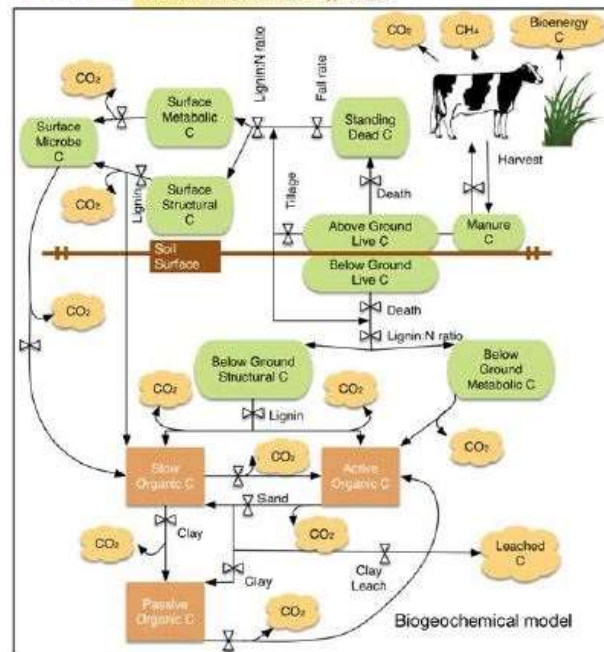 CO₂
CH₄
Bioenergy
C
CO₂
Surface
Metabolic
C
Lignin:N ratio
Fall rate
Standing
Dead C
Surface
Microbe
C
Harvest
CO₂
Lignin
Surface
Structural
C
Tillage
Death
Above Ground
Live C
Manure
C
Soil
Surface
Below Ground
Live C
CO₂
Death
Lignin:N ratio
Below Ground
Structural C
Below
Ground
Metabolic C
CO₂
CO₂
Lignin
CO₂
Slow
Organic C
CO₂
Active
Organic C
Sand
CO₂
Clay
CO₂
Clay
Clay
Leach
Leached
C
Passive
Organic C
CO₂
Biogeochemical model